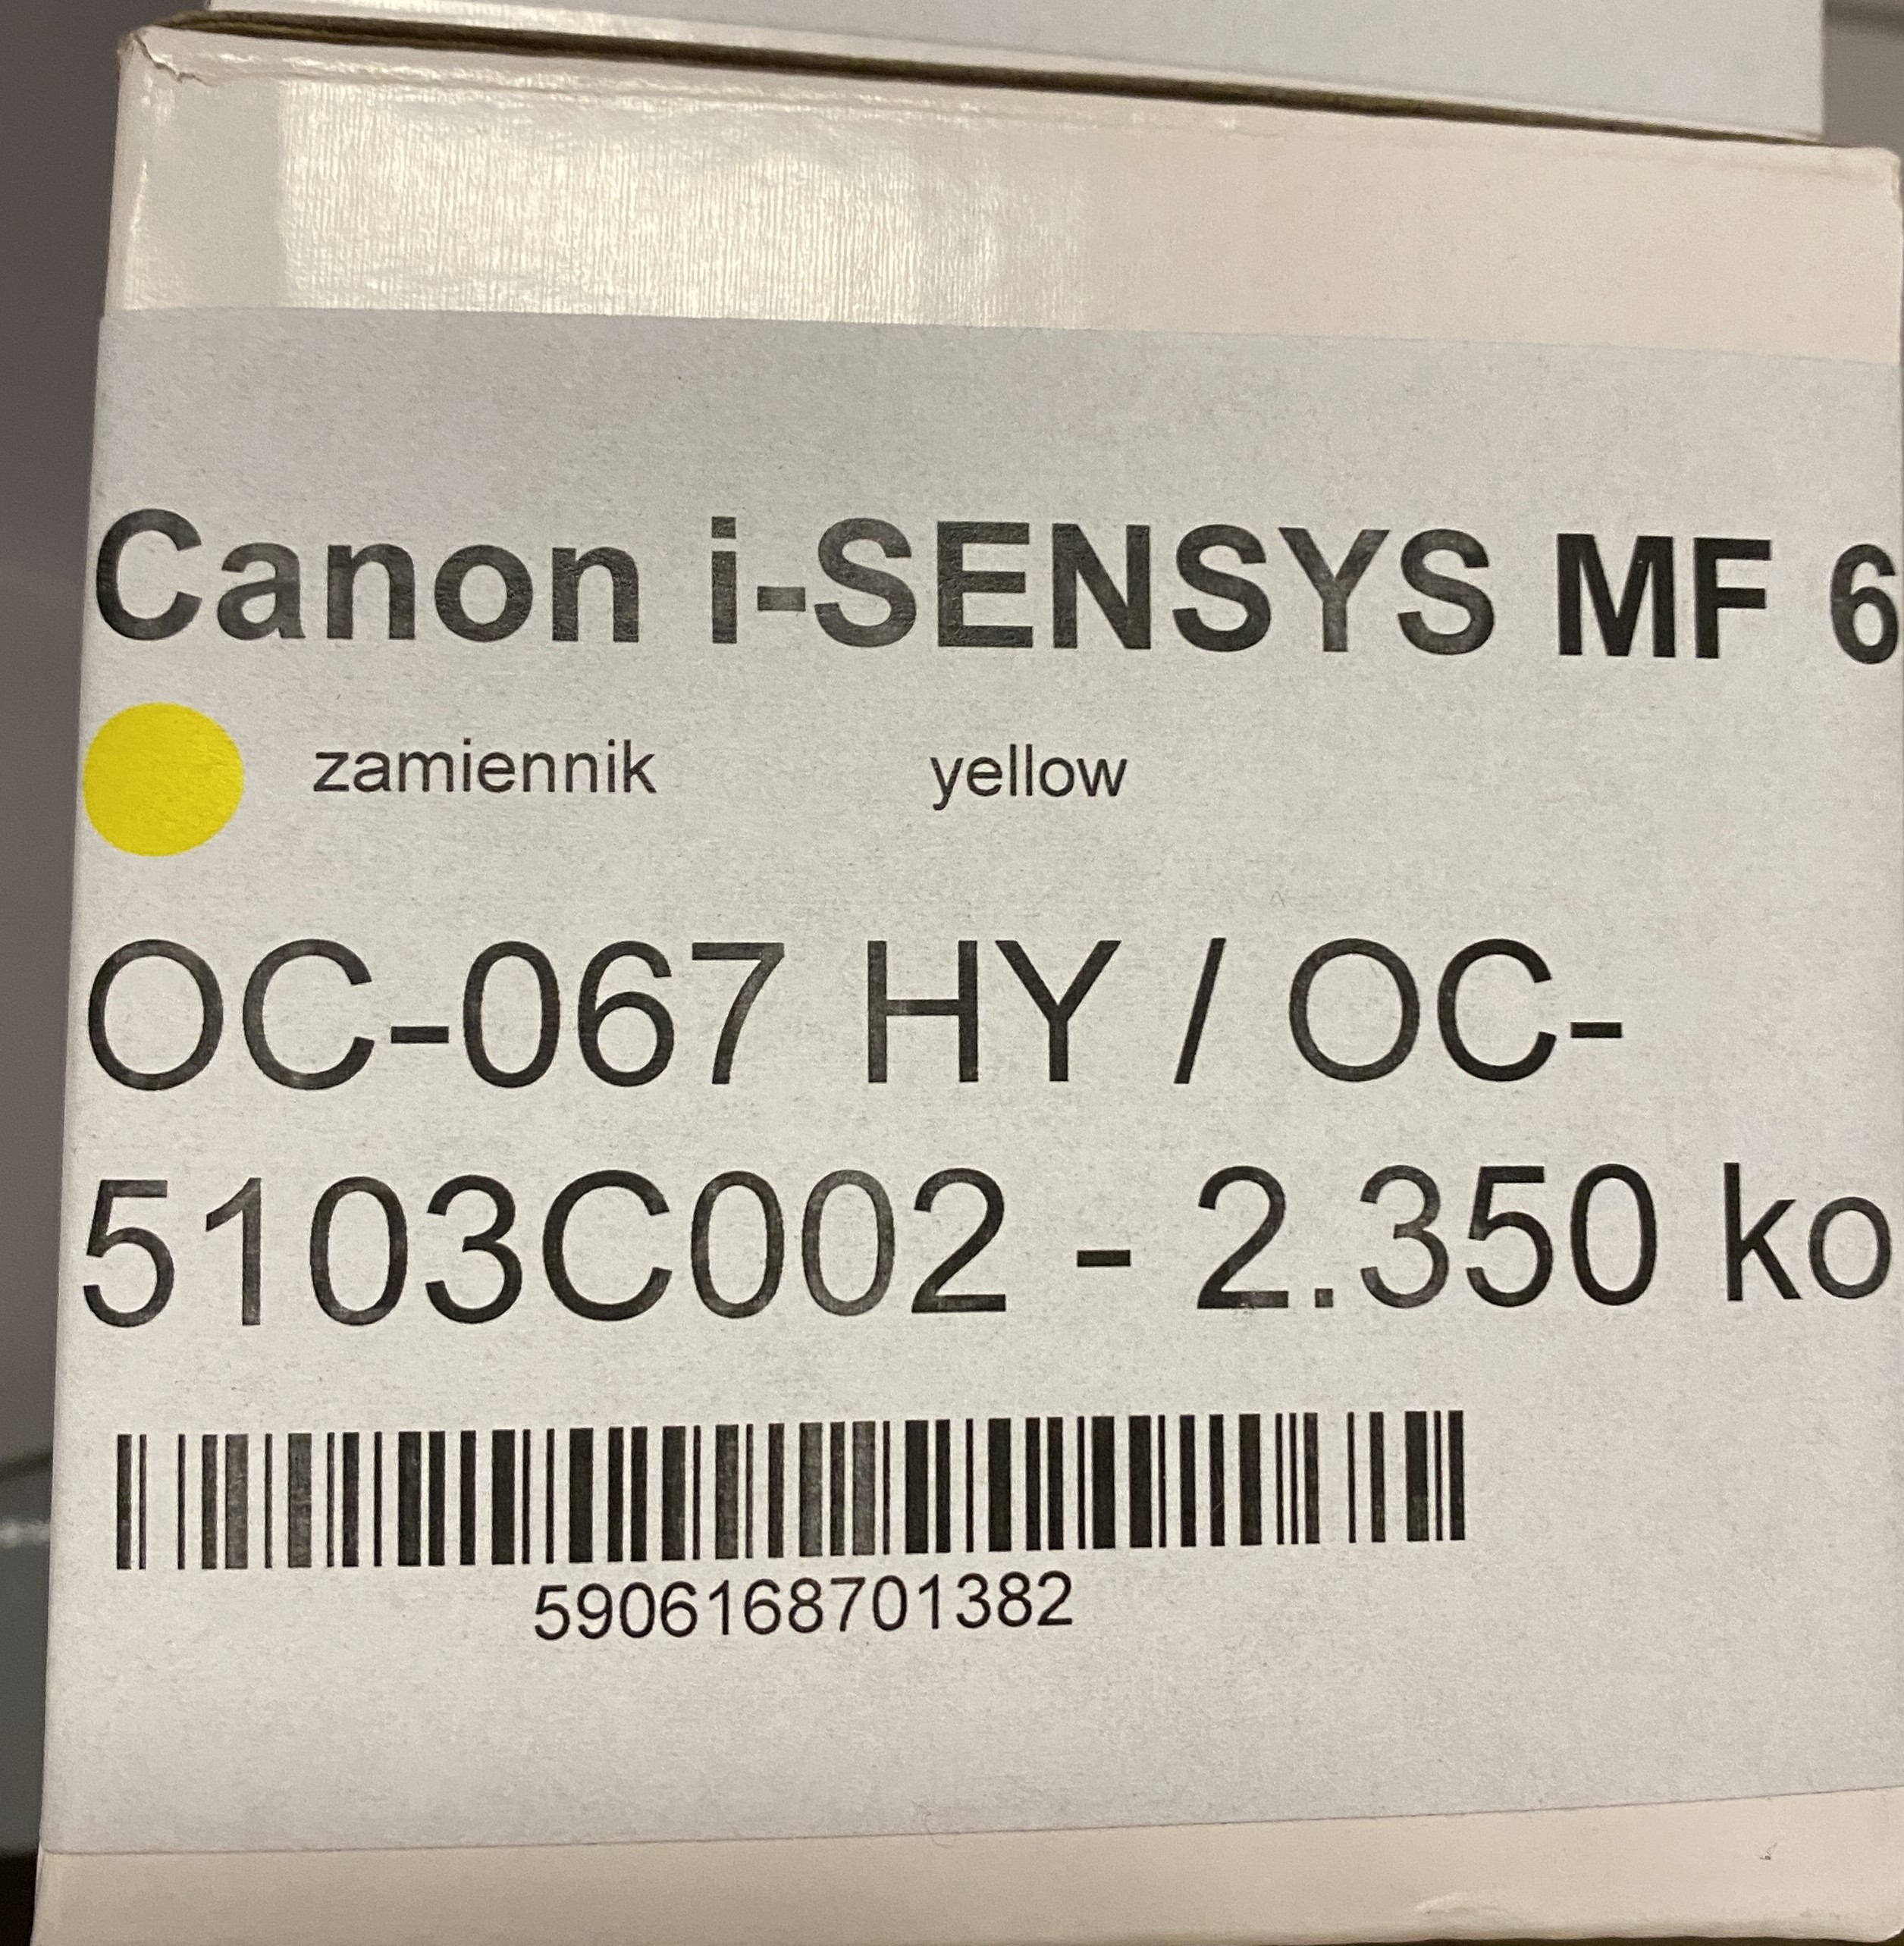 Canon i-SENSYS MF 6
zamiennik yellow
OC-067 HY / OC-
5103C002 - 2.350 ko
5906168701382